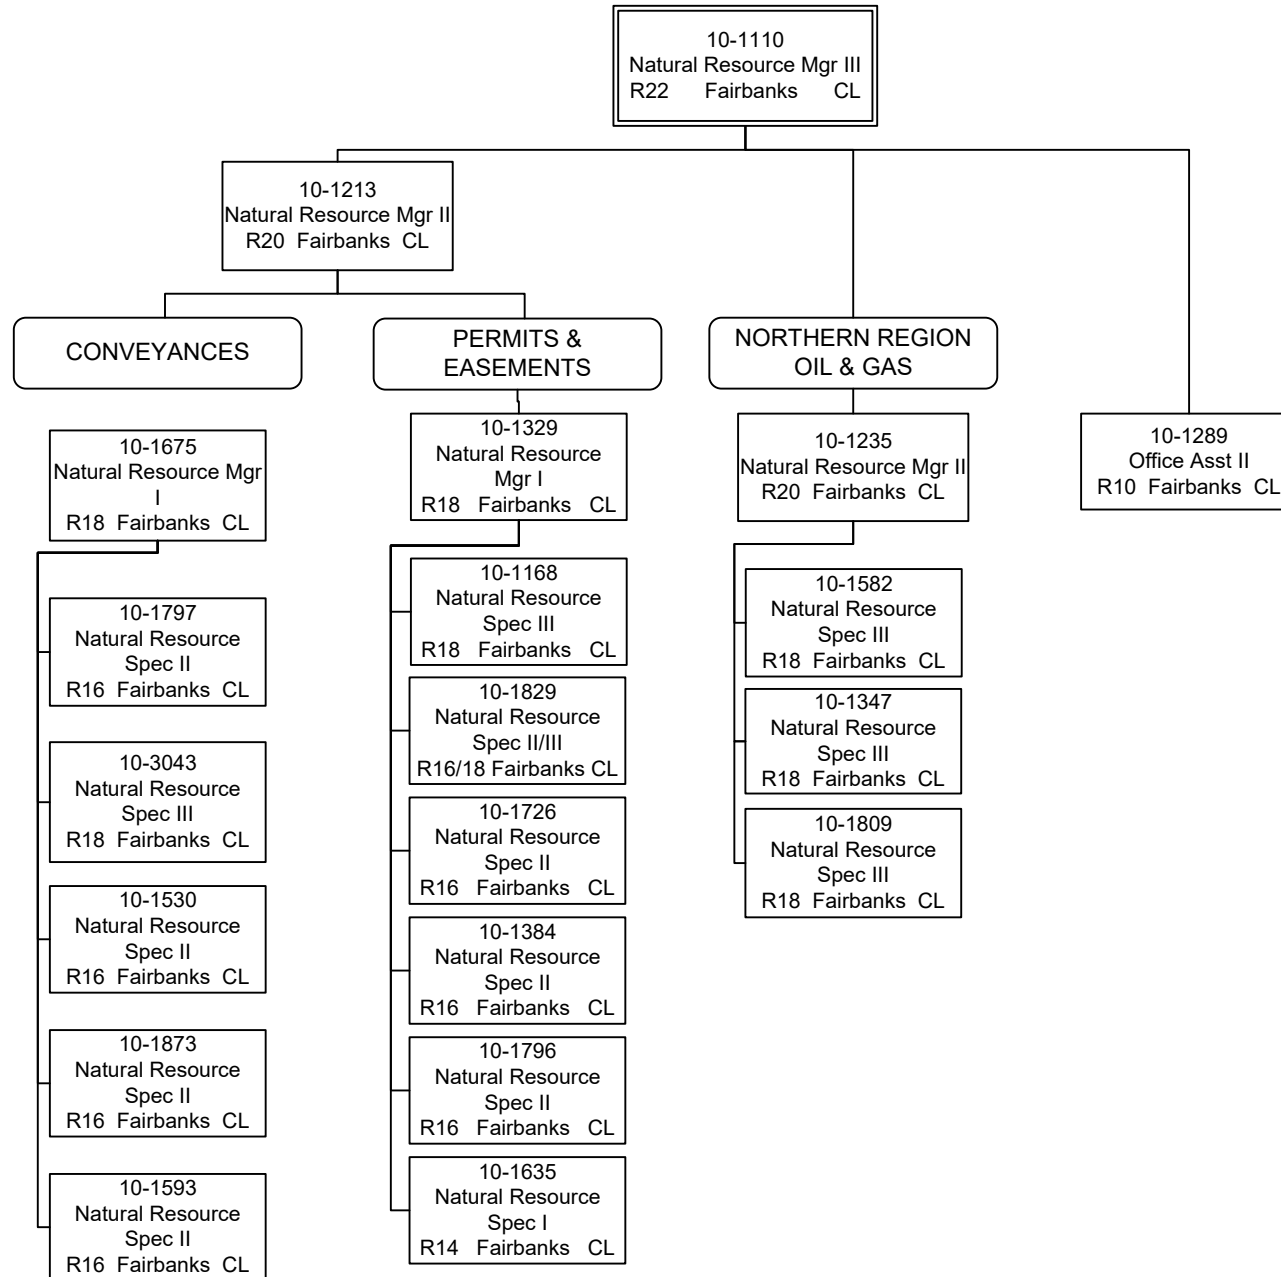 10-1110
Natural Resource Mgr III
R22 Fairbanks CL
10-1213
Natural Resource Mgr II
R20 Fairbanks CL
CONVEYANCES
PERMITS &
EASEMENTS
NORTHERN REGION
OIL & GAS
10-1675
Natural Resource Mgr
I
R18 Fairbanks CL
10-1329
Natural Resource
Mgr I
R18 Fairbanks CL
10-1235
Natural Resource Mgr II
R20 Fairbanks CL
10-1289
Office Asst II
R10 Fairbanks CL
10-1797
Natural Resource
Spec II
R16 Fairbanks CL
10-3043
Natural Resource
Spec III
R18 Fairbanks CL
10-1530
Natural Resource
Spec II
R16 Fairbanks CL
10-1873
Natural Resource
Spec II
R16 Fairbanks CL
10-1593
Natural Resource
Spec II
R16 Fairbanks CL
10-1168
Natural Resource
Spec III
R18 Fairbanks CL
10-1829
Natural Resource
Spec II/III
R16/18 Fairbanks CL
10-1726
Natural Resource
Spec II
R16 Fairbanks CL
10-1384
Natural Resource
Spec II
R16 Fairbanks CL
10-1796
Natural Resource
Spec II
R16 Fairbanks CL
10-1635
Natural Resource
Spec I
R14 Fairbanks CL
10-1582
Natural Resource
Spec III
R18 Fairbanks CL
10-1347
Natural Resource
Spec III
R18 Fairbanks CL
10-1809
Natural Resource
Spec III
R18 Fairbanks CL